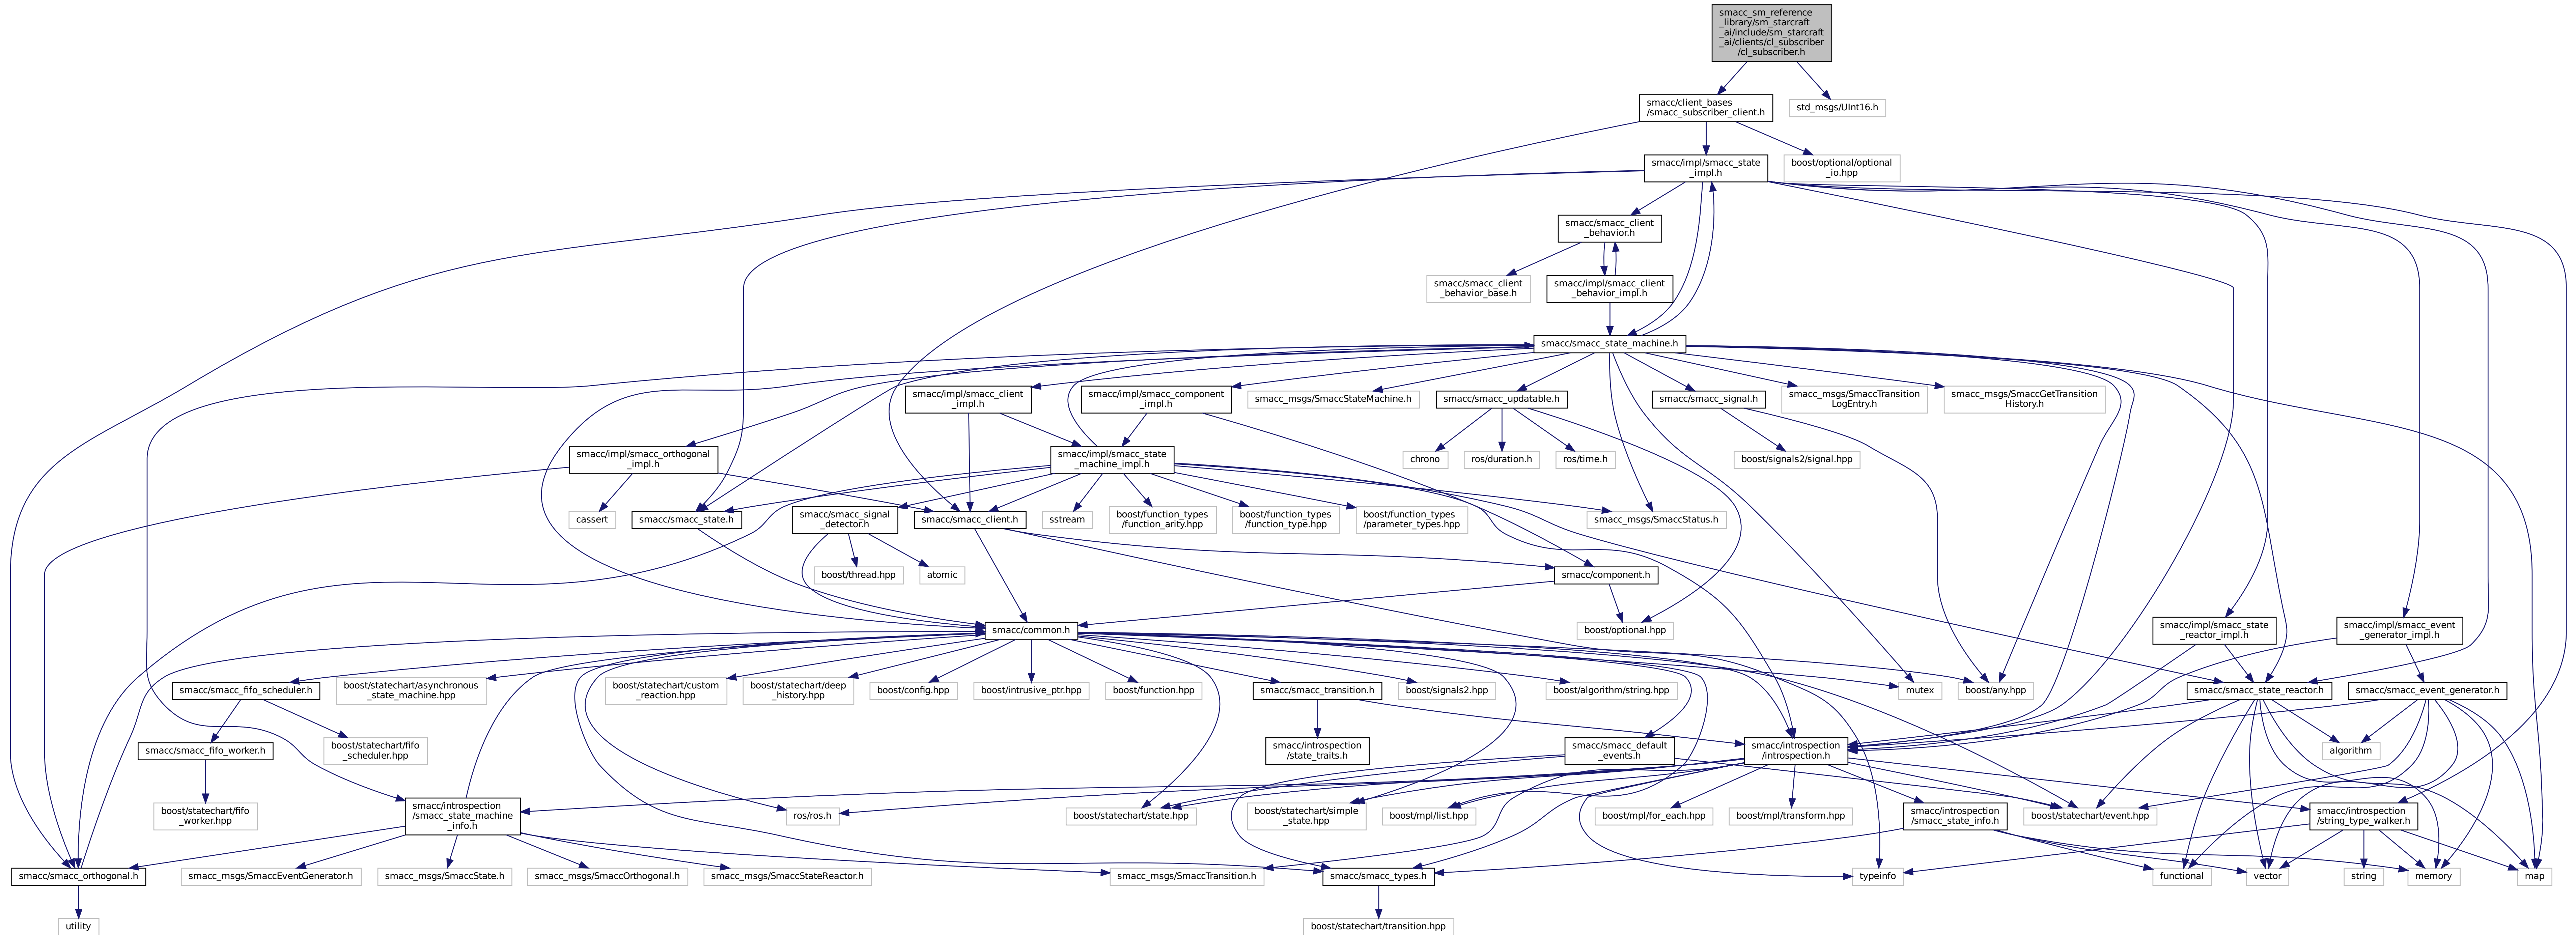 smacc_sm_reference
_library/sm_starcraft
_ai/include/sm_starcraft
_ai/clients/cl_subscriber
/cl_subscriber.h
smacc/client_bases
/smacc_subscriber_client.h
std_msgs/UInt16.h
smacc/impl/smacc_state
_impl.h
boost/optional/optional
_io.hpp
smacc/smacc_client
_behavior.h
smacc/smacc_client
_behavior_base.h
smacc/impl/smacc_client
_behavior_impl.h
smacc/smacc_state_machine.h
smacc/impl/smacc_client
_impl.h
smacc/impl/smacc_component
_impl.h
smacc_msgs/SmaccStateMachine.h
smacc/smacc_updatable.h
smacc/smacc_signal.h
smacc_msgs/SmaccTransition
LogEntry.h
smacc_msgs/SmaccGetTransition
History.h
smacc/impl/smacc_orthogonal
_impl.h
smacc/impl/smacc_state
_machine_impl.h
chrono
ros/duration.h
ros/time.h
boost/signals2/signal.hpp
cassert
smacc/smacc_state.h
smacc/smacc_signal
_detector.h
smacc/smacc_client.h
sstream
boost/function_types
/function_arity.hpp
boost/function_types
/function_type.hpp
boost/function_types
/parameter_types.hpp
smacc_msgs/SmaccStatus.h
boost/thread.hpp
atomic
smacc/component.h
smacc/common.h
boost/optional.hpp
smacc/impl/smacc_state
_reactor_impl.h
smacc/impl/smacc_event
_generator_impl.h
smacc/smacc_fifo_scheduler.h
boost/statechart/asynchronous
_state_machine.hpp
boost/statechart/custom
_reaction.hpp
boost/statechart/deep
_history.hpp
boost/config.hpp
boost/intrusive_ptr.hpp
boost/function.hpp
smacc/smacc_transition.h
boost/signals2.hpp
boost/algorithm/string.hpp
mutex
boost/any.hpp
smacc/smacc_state_reactor.h
smacc/smacc_event_generator.h
smacc/smacc_fifo_worker.h
boost/statechart/fifo
_scheduler.hpp
smacc/introspection
/state_traits.h
smacc/smacc_default
_events.h
smacc/introspection
/introspection.h
algorithm
boost/statechart/fifo
_worker.hpp
smacc/introspection
/smacc_state_machine
_info.h
ros/ros.h
boost/statechart/state.hpp
boost/statechart/simple
_state.hpp
boost/mpl/list.hpp
boost/mpl/for_each.hpp
boost/mpl/transform.hpp
smacc/introspection
/smacc_state_info.h
boost/statechart/event.hpp
smacc/introspection
/string_type_walker.h
smacc/smacc_orthogonal.h
smacc_msgs/SmaccEventGenerator.h
smacc_msgs/SmaccState.h
smacc_msgs/SmaccOrthogonal.h
smacc_msgs/SmaccStateReactor.h
smacc_msgs/SmaccTransition.h
smacc/smacc_types.h
typeinfo
functional
vector
string
memory
map
utility
boost/statechart/transition.hpp